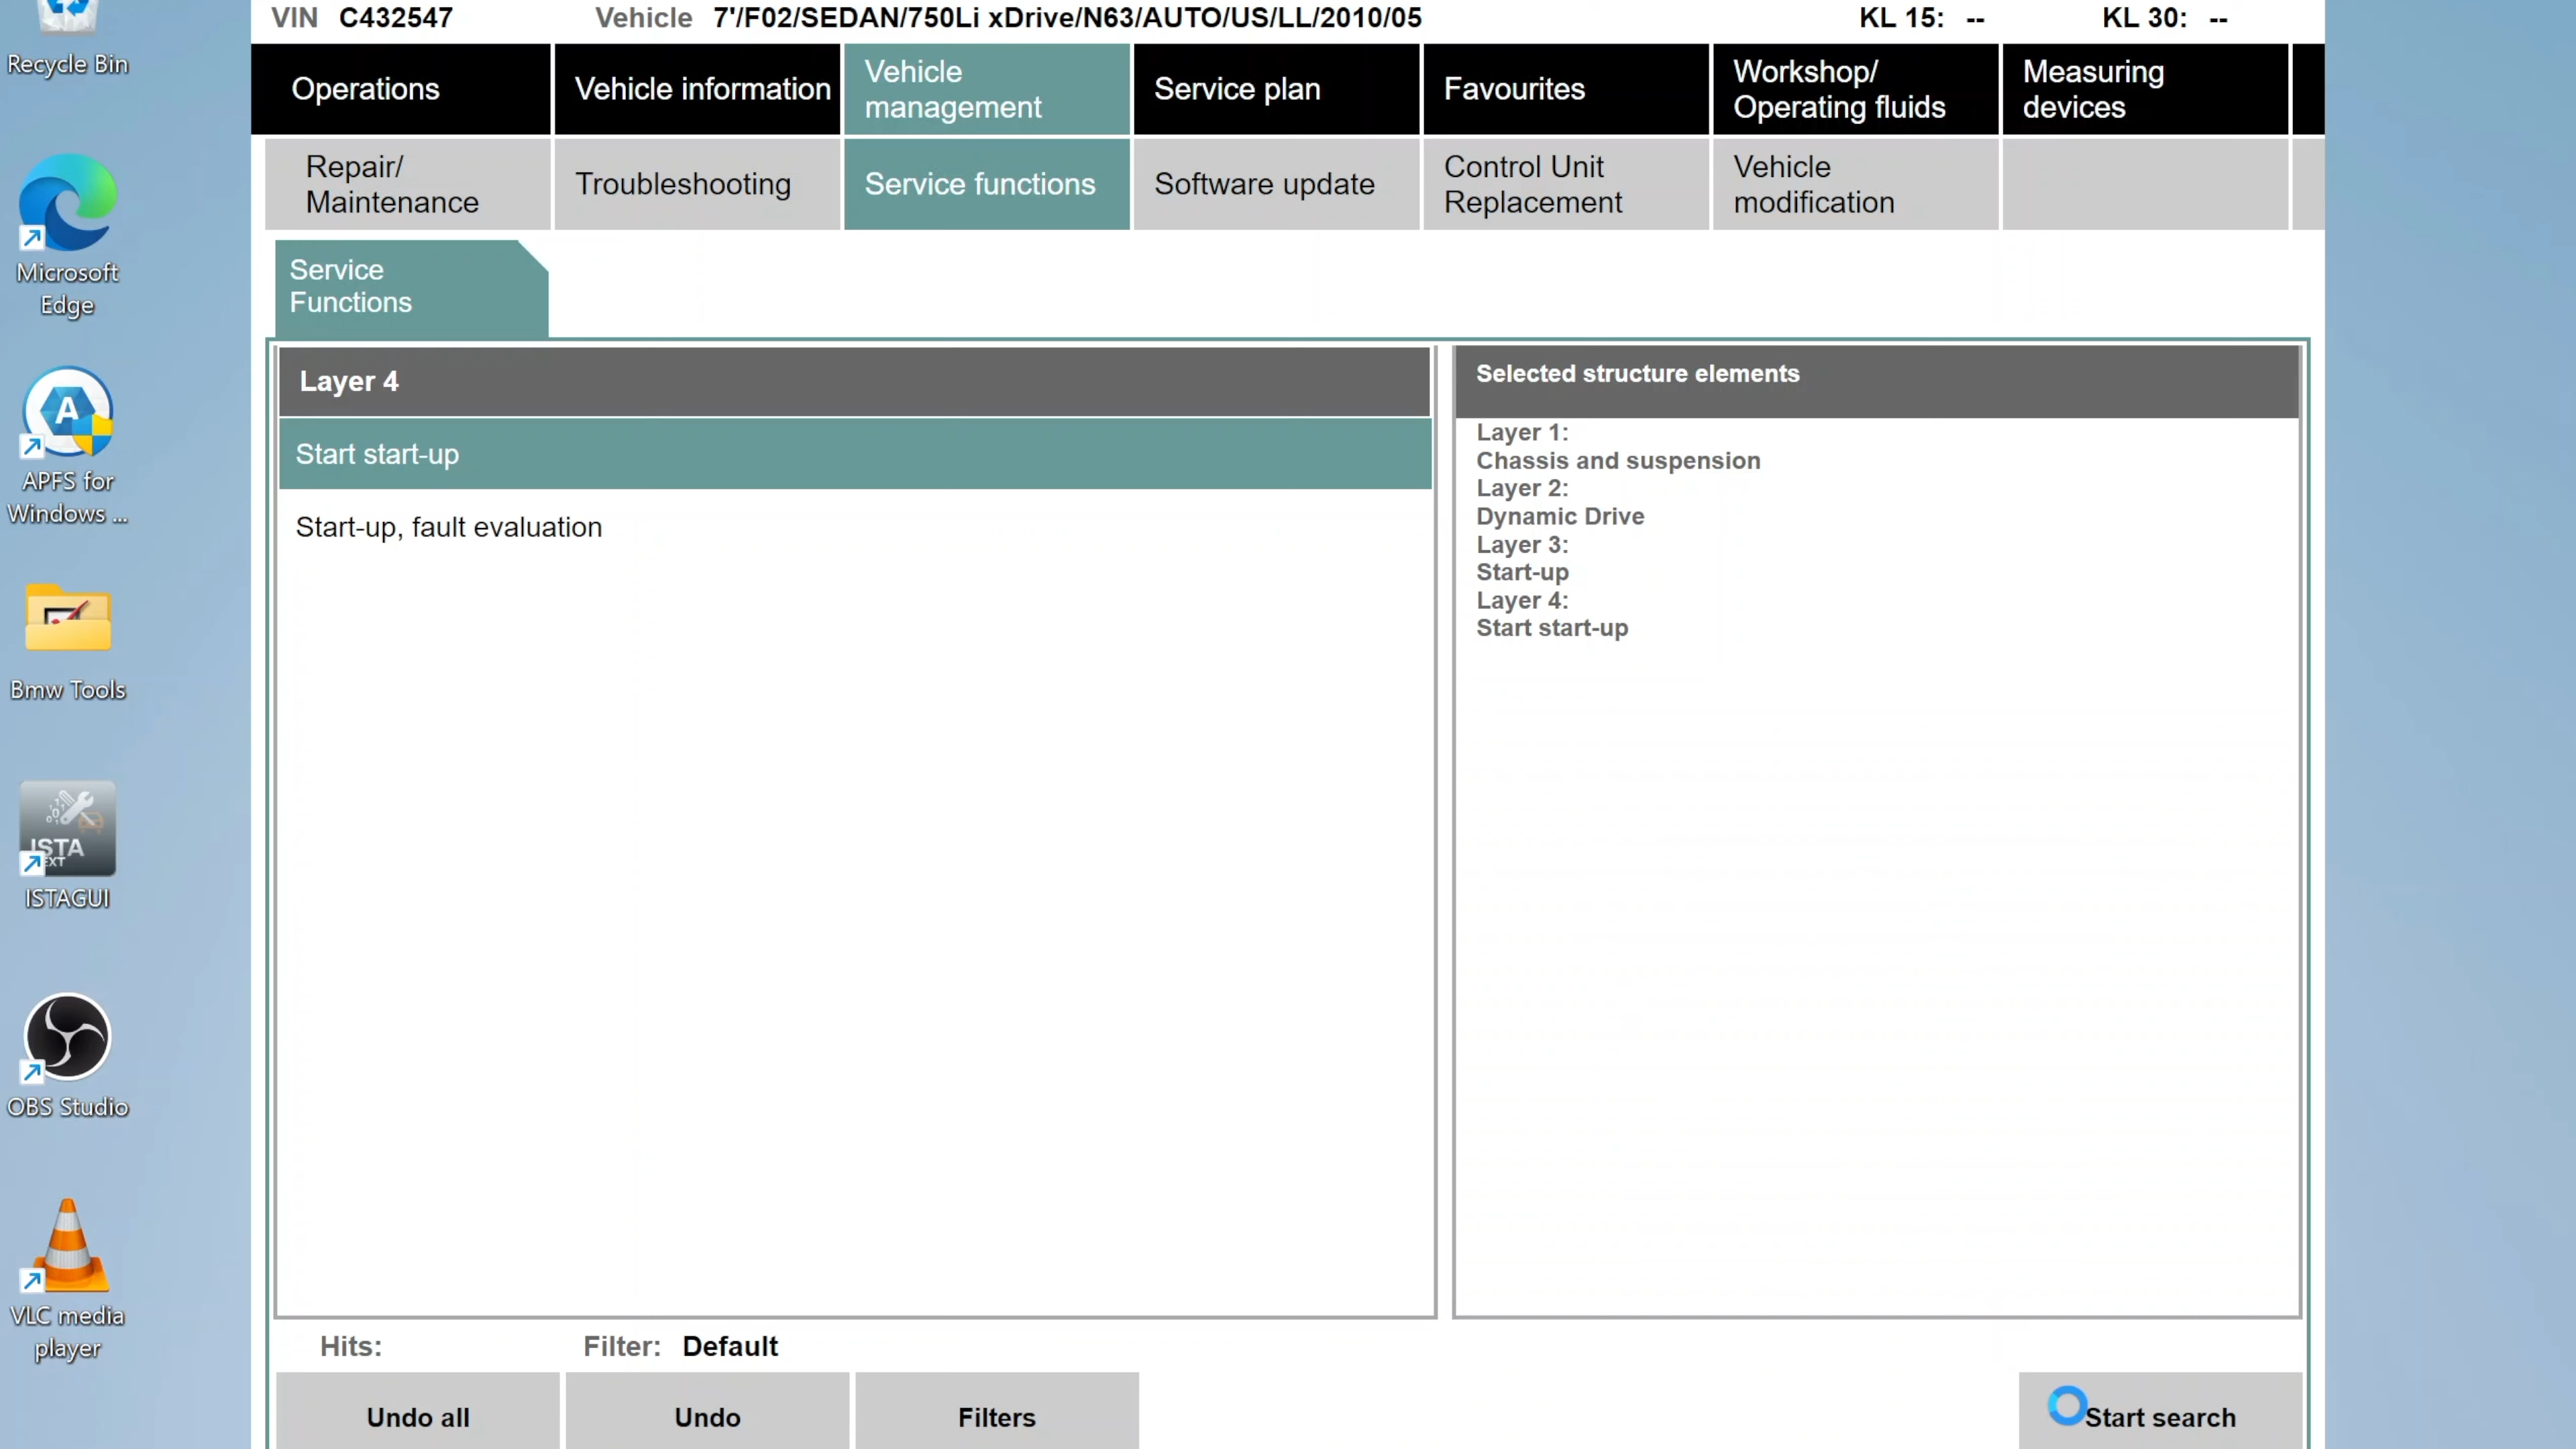 VIN C432547 Vehicle 7'/F02/SEDAN/750Li xDrive/N63/AUTO/US/LL/2010/05 KL 15: -- KL 30: --
Operations
Vehicle information
Vehicle
management
Service plan
Favourites
Workshop/
Operating fluids
Measuring
devices
Repair/
Maintenance
Troubleshooting
Service functions
Software update
Control Unit
Replacement
Vehicle
modification
Service
Functions
Layer 4
Start start-up
Start-up, fault evaluation
Selected structure elements
Layer 1:
Chassis and suspension
Layer 2:
Dynamic Drive
Layer 3:
Start-up
Layer 4:
Start start-up
Hits: Filter: Default
Undo all
Undo
Filters
Start search
Recycle Bin
Microsoft
Edge
A
APFS for
Windows ...
Bmw Tools
ISTA
ISTAGUI
OBS Studio
VLC media
player